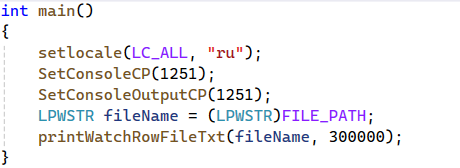 int main()
{
    setlocale(LC_ALL, "ru");
    SetConsoleCP(1251);
    SetConsoleOutputCP(1251);
    LPWSTR fileName = (LPWSTR)FILE_PATH;
    printWatchRowFileTxt(fileName, 300000);
}